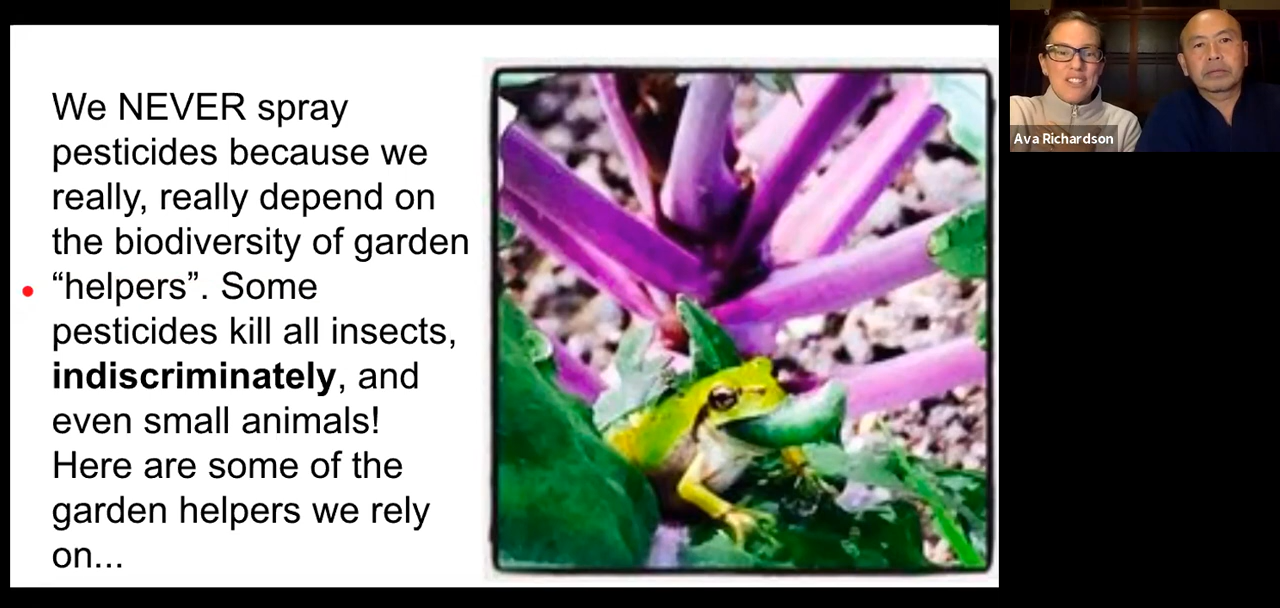 We NEVER spray
pesticides because we
really, really depend on
the biodiversity of garden
“helpers”. Some
pesticides kill all insects,
indiscriminately, and
even small animals!
Here are some of the
garden helpers we rely
on...
Ava Richardson